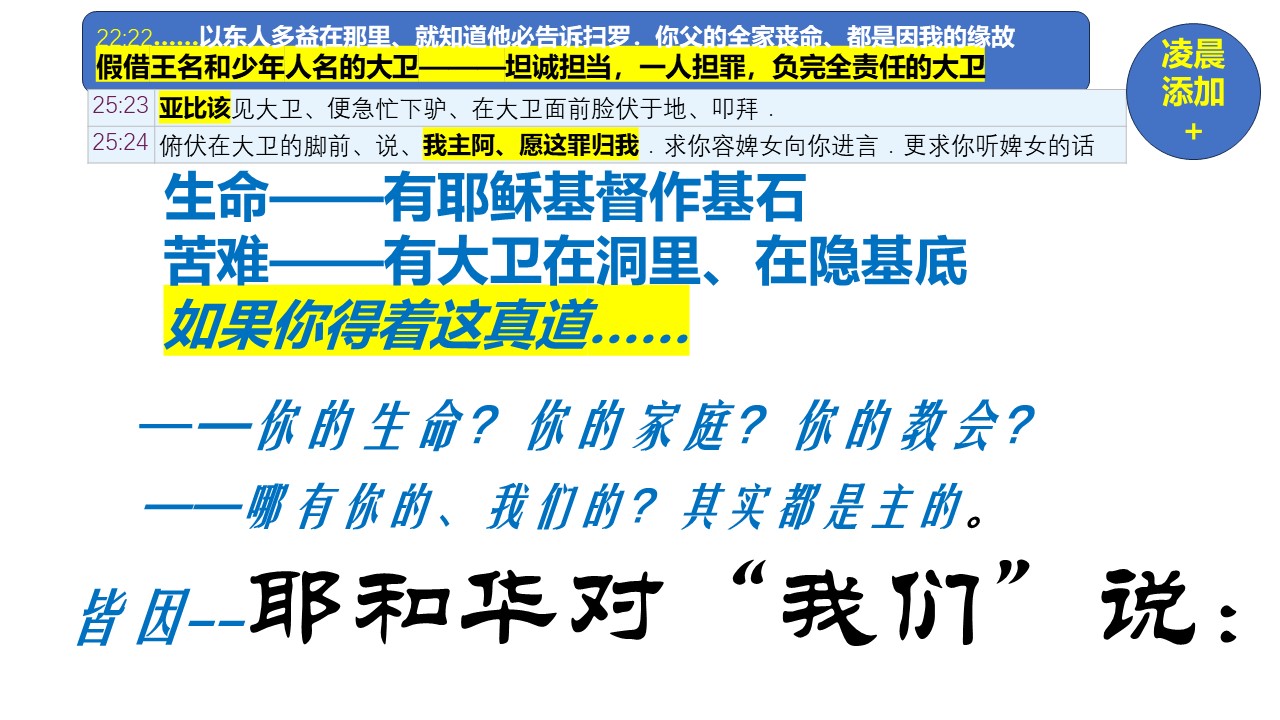 22:22……以东人多益在那里、就知道他必告诉扫罗．你父的全家丧命、都是因我的缘故
假借王名和少年人名的大卫———坦诚担当，一人担罪，负完全责任的大卫
凌晨
添加
+
25:23 亚比该见大卫、便急忙下驴、在大卫面前脸伏于地、叩拜．
25:24 俯伏在大卫的脚前、说、我主阿、愿这罪归我．求你容婢女向你进言．更求你听婢女的话
生命——有耶稣基督作基石
苦难——有大卫在洞里、在隐基底
如果你得着这真道……
——你的生命？你的家庭？你的教会？
——哪有你的、我们的？其实都是主的。
皆因--耶和华对“我们”说：